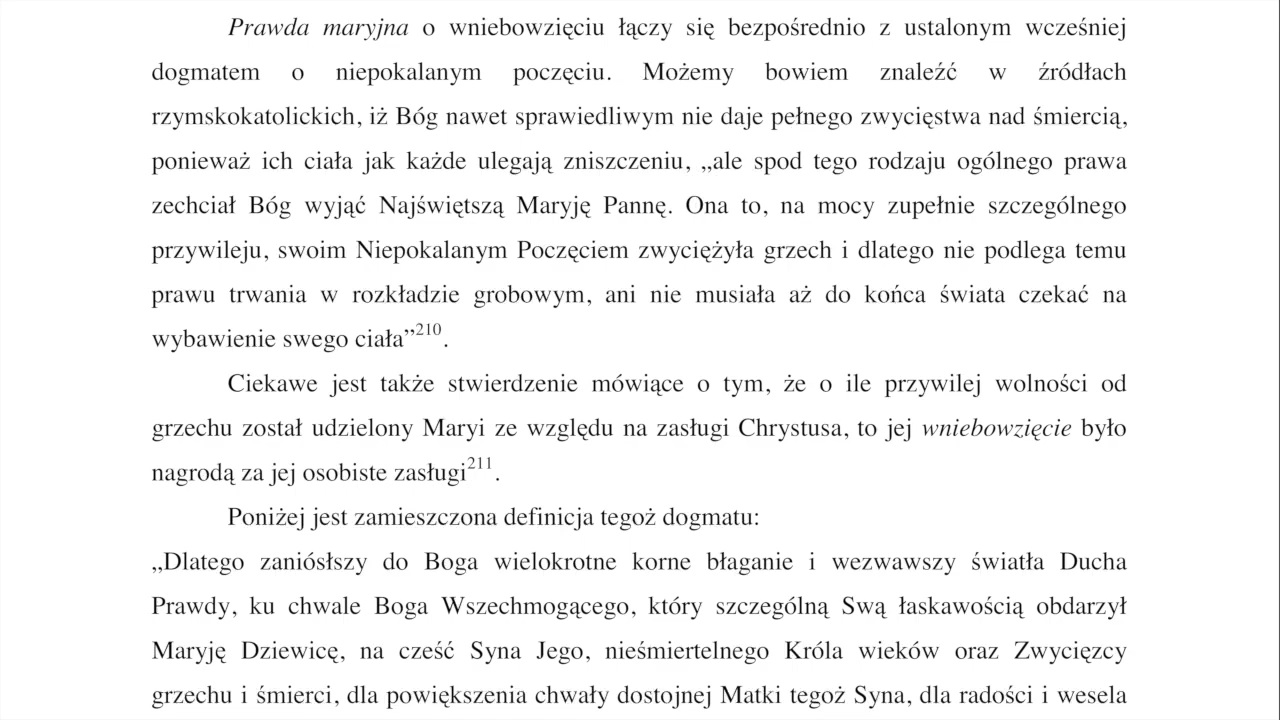 Prawda maryjna o wniebowzięciu łączy się bezpośrednio z ustalonym wcześniej
dogmatem o niepokalanym poczęciu. Możemy bowiem znaleźć w źródłach
rzymskokatolickich, iż Bóg nawet sprawiedliwym nie daje pełnego zwycięstwa nad śmiercią,
ponieważ ich ciała jak każde ulegają zniszczeniu, „ale spod tego rodzaju ogólnego prawa
zechciał Bóg wyjąć Najświętszą Maryję Pannę. Ona to, na mocy zupełnie szczególnego
przywileju, swoim Niepokalanym Poczęciem zwyciężyła grzech i dlatego nie podlega temu
prawu trwania w rozkładzie grobowym, ani nie musiała aż do końca świata czekać na
wybawienie swego ciała”210.
Ciekawe jest także stwierdzenie mówiące o tym, że o ile przywilej wolności od
grzechu został udzielony Maryi ze względu na zasługi Chrystusa, to jej wniebowzięcie było
nagrodą za jej osobiste zasługi211.
Poniżej jest zamieszczona definicja tegoż dogmatu:
„Dlatego zaniósłszy do Boga wielokrotne korne błaganie i wezwawszy światła Ducha
Prawdy, ku chwale Boga Wszechmogącego, który szczególną Swą łaskawością obdarzył
Maryję Dziewicę, na cześć Syna Jego, nieśmiertelnego Króla wieków oraz Zwycięzcy
grzechu i śmierci, dla powiększenia chwały dostojnej Matki tegoż Syna, dla radości i wesela